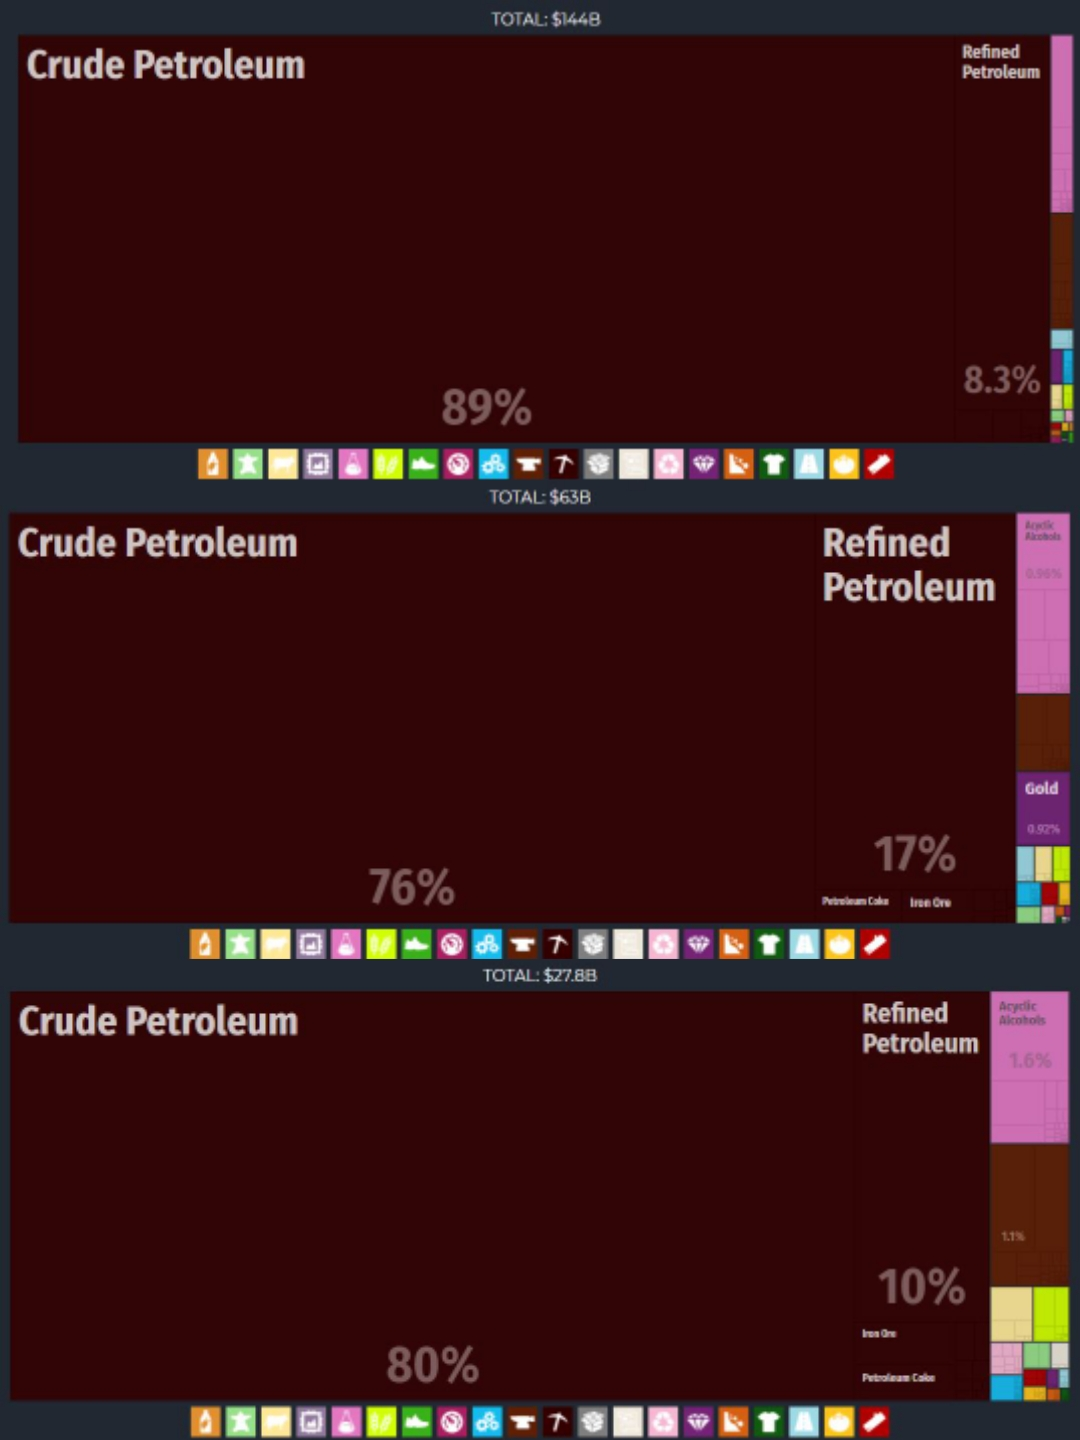 TOTAL: $144B
Crude Petroleum
Refined
Petroleum
89%
8.3%
TOTAL: $63B
Crude Petroleum
Refined
Petroleum
Acyclic
Alcohols
0.96%
Gold
0.92%
76%
17%
Petroleum Coke
Iron Ore
TOTAL: $27.8B
Crude Petroleum
Refined
Petroleum
Acyclic
Alcohols
1.6%
1.1%
80%
10%
Iron Ore
Petroleum Coke